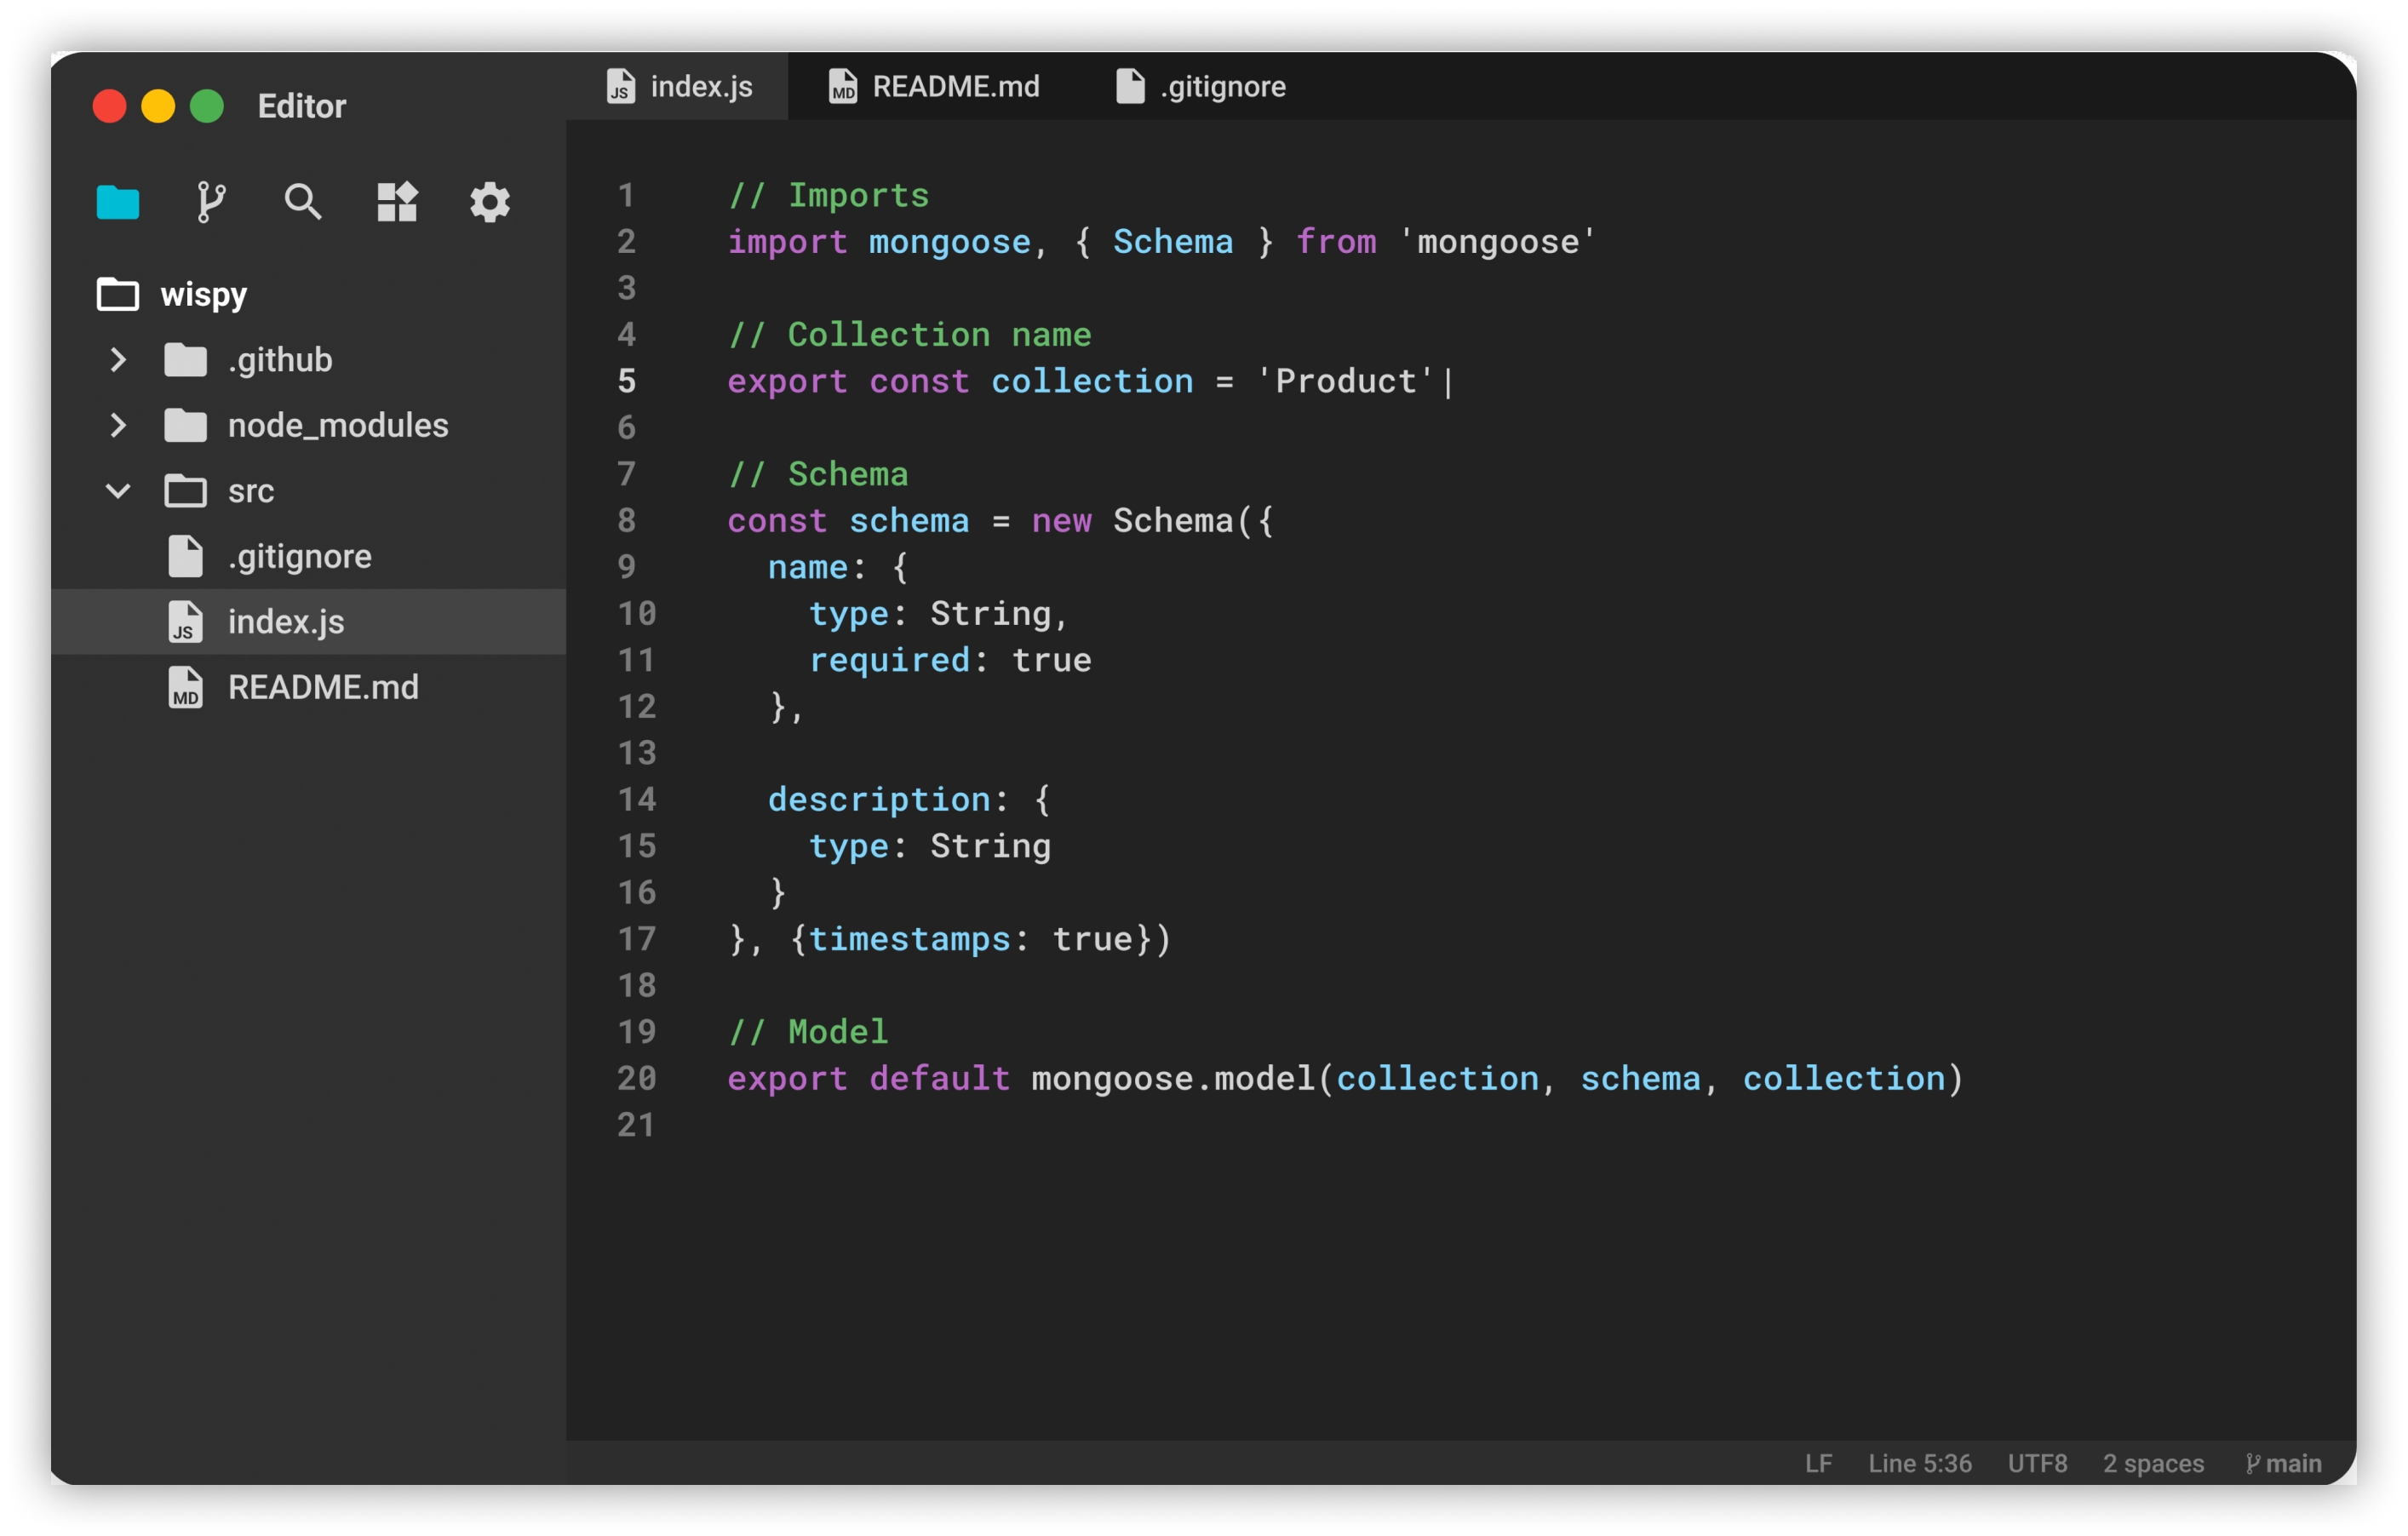 Editor
wispy
.github
node_modules
src
.gitignore
index.js
README.md
index.js README.md .gitignore
1 // Imports
2 import mongoose, { Schema } from 'mongoose'
3
4 // Collection name
5 export const collection = 'Product'|
6
7 // Schema
8 const schema = new Schema({
9   name: {
10     type: String,
11     required: true
12   },
13
14   description: {
15     type: String
16   }
17 }, {timestamps: true})
18
19 // Model
20 export default mongoose.model(collection, schema, collection)
21
LF Line 5:36 UTF8 2 spaces main